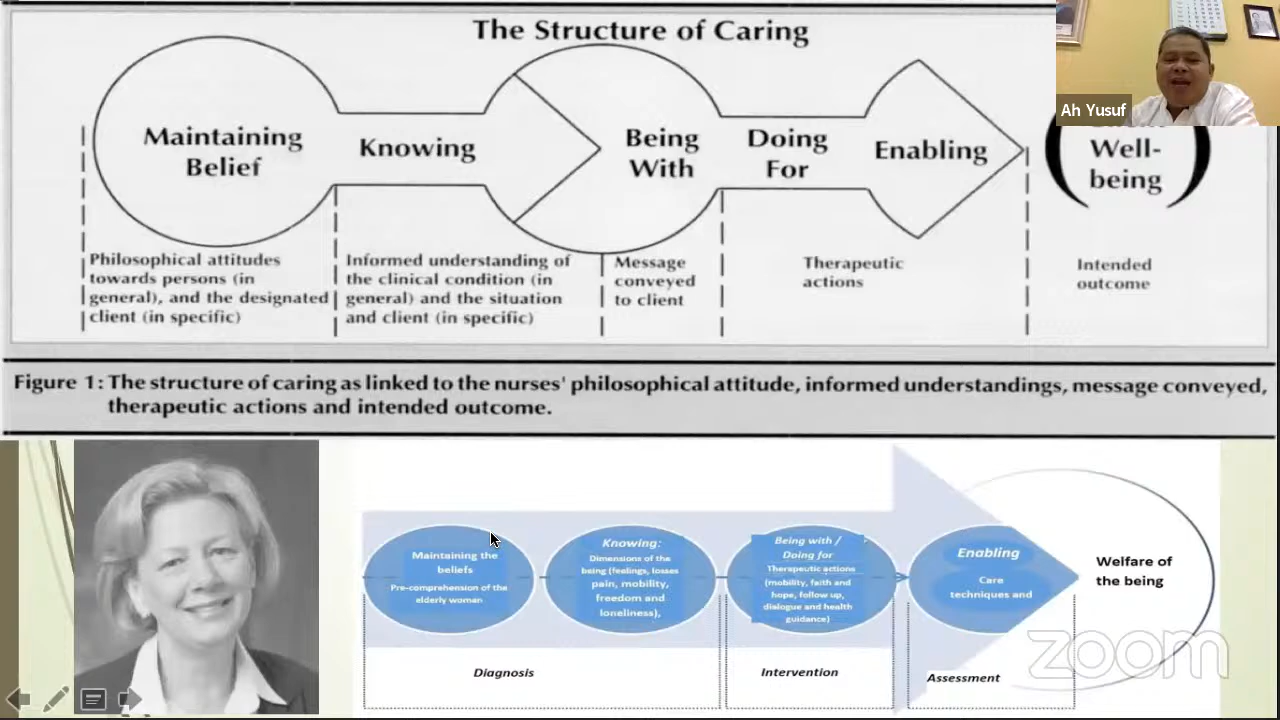 The Structure of Caring
Ah Yusuf
Maintaining
Belief
Knowing
Being
With
Doing
For
Enabling
Well-
being
Philosophical attitudes
towards persons (in
general), and the designated
client (in specific)
Informed understanding of
the clinical condition (in
general) and the situation
and client (in specific)
Message
conveyed
to client
Therapeutic
actions
Intended
outcome
Figure 1: The structure of caring as linked to the nurses' philosophical attitude, informed understandings, message conveyed,
therapeutic actions and intended outcome.
Maintaining the
beliefs
Pre-comprehension of the
elderly woman
Knowing:
Dimensions of the
being (feelings, losses
pain, mobility,
freedom and
loneliness),
Being with /
Doing for
Therapeutic actions
(mobility, faith and
hope, follow up,
dialogue and health
guidance)
Enabling
Care
techniques and
Welfare of
the being
Diagnosis
Intervention
Assessment
zoom